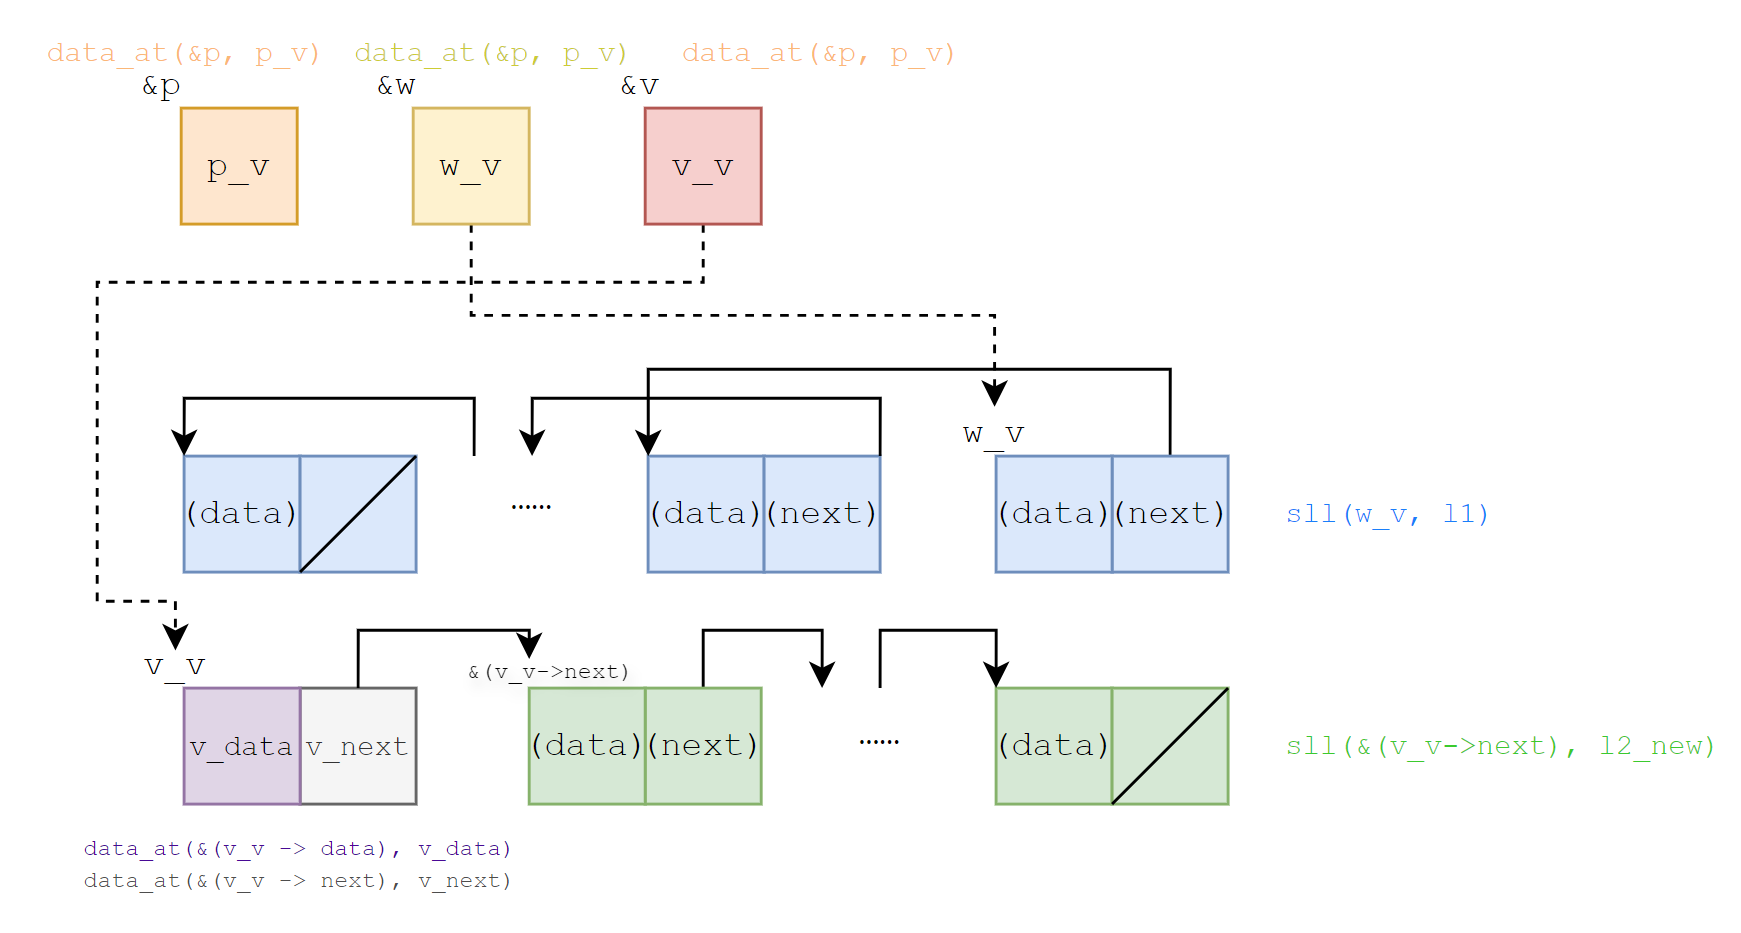 data_at(&p, p_v) data_at(&p, p_v) data_at(&p, p_v)
&p &w &v
p_v w_v v_v
w_v
(data) ...... (data) (next) (data) (next) sll(w_v, l1)
v_v &(v_v->next)
v_data v_next (data) (next) ...... (data) sll(&(v_v->next), l2_new)
data_at(&(v_v -> data), v_data)
data_at(&(v_v -> next), v_next)